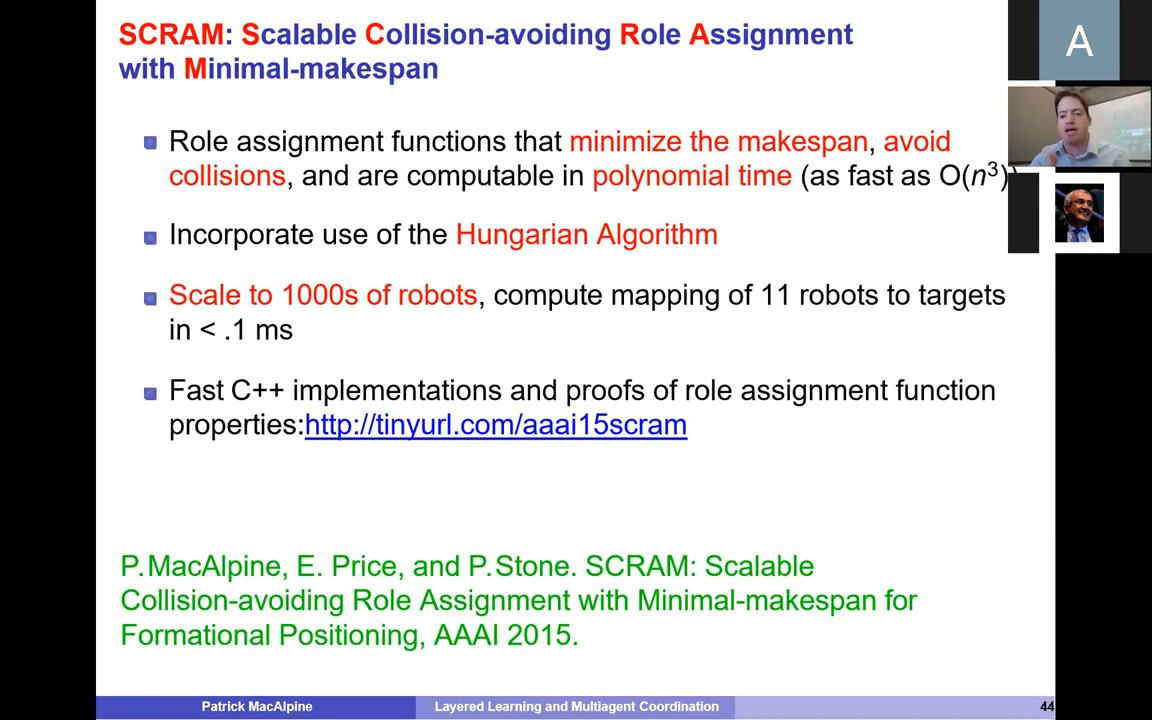 SCRAM: Scalable Collision-avoiding Role Assignment
with Minimal-makespan
Role assignment functions that minimize the makespan, avoid
collisions, and are computable in polynomial time (as fast as O(n³))
Incorporate use of the Hungarian Algorithm
Scale to 1000s of robots, compute mapping of 11 robots to targets
in < .1 ms
Fast C++ implementations and proofs of role assignment function
properties:http://tinyurl.com/aaai15scram
P. MacAlpine, E. Price, and P. Stone. SCRAM: Scalable
Collision-avoiding Role Assignment with Minimal-makespan for
Formational Positioning, AAAI 2015.
Patrick MacAlpine Layered Learning and Multiagent Coordination 44
A